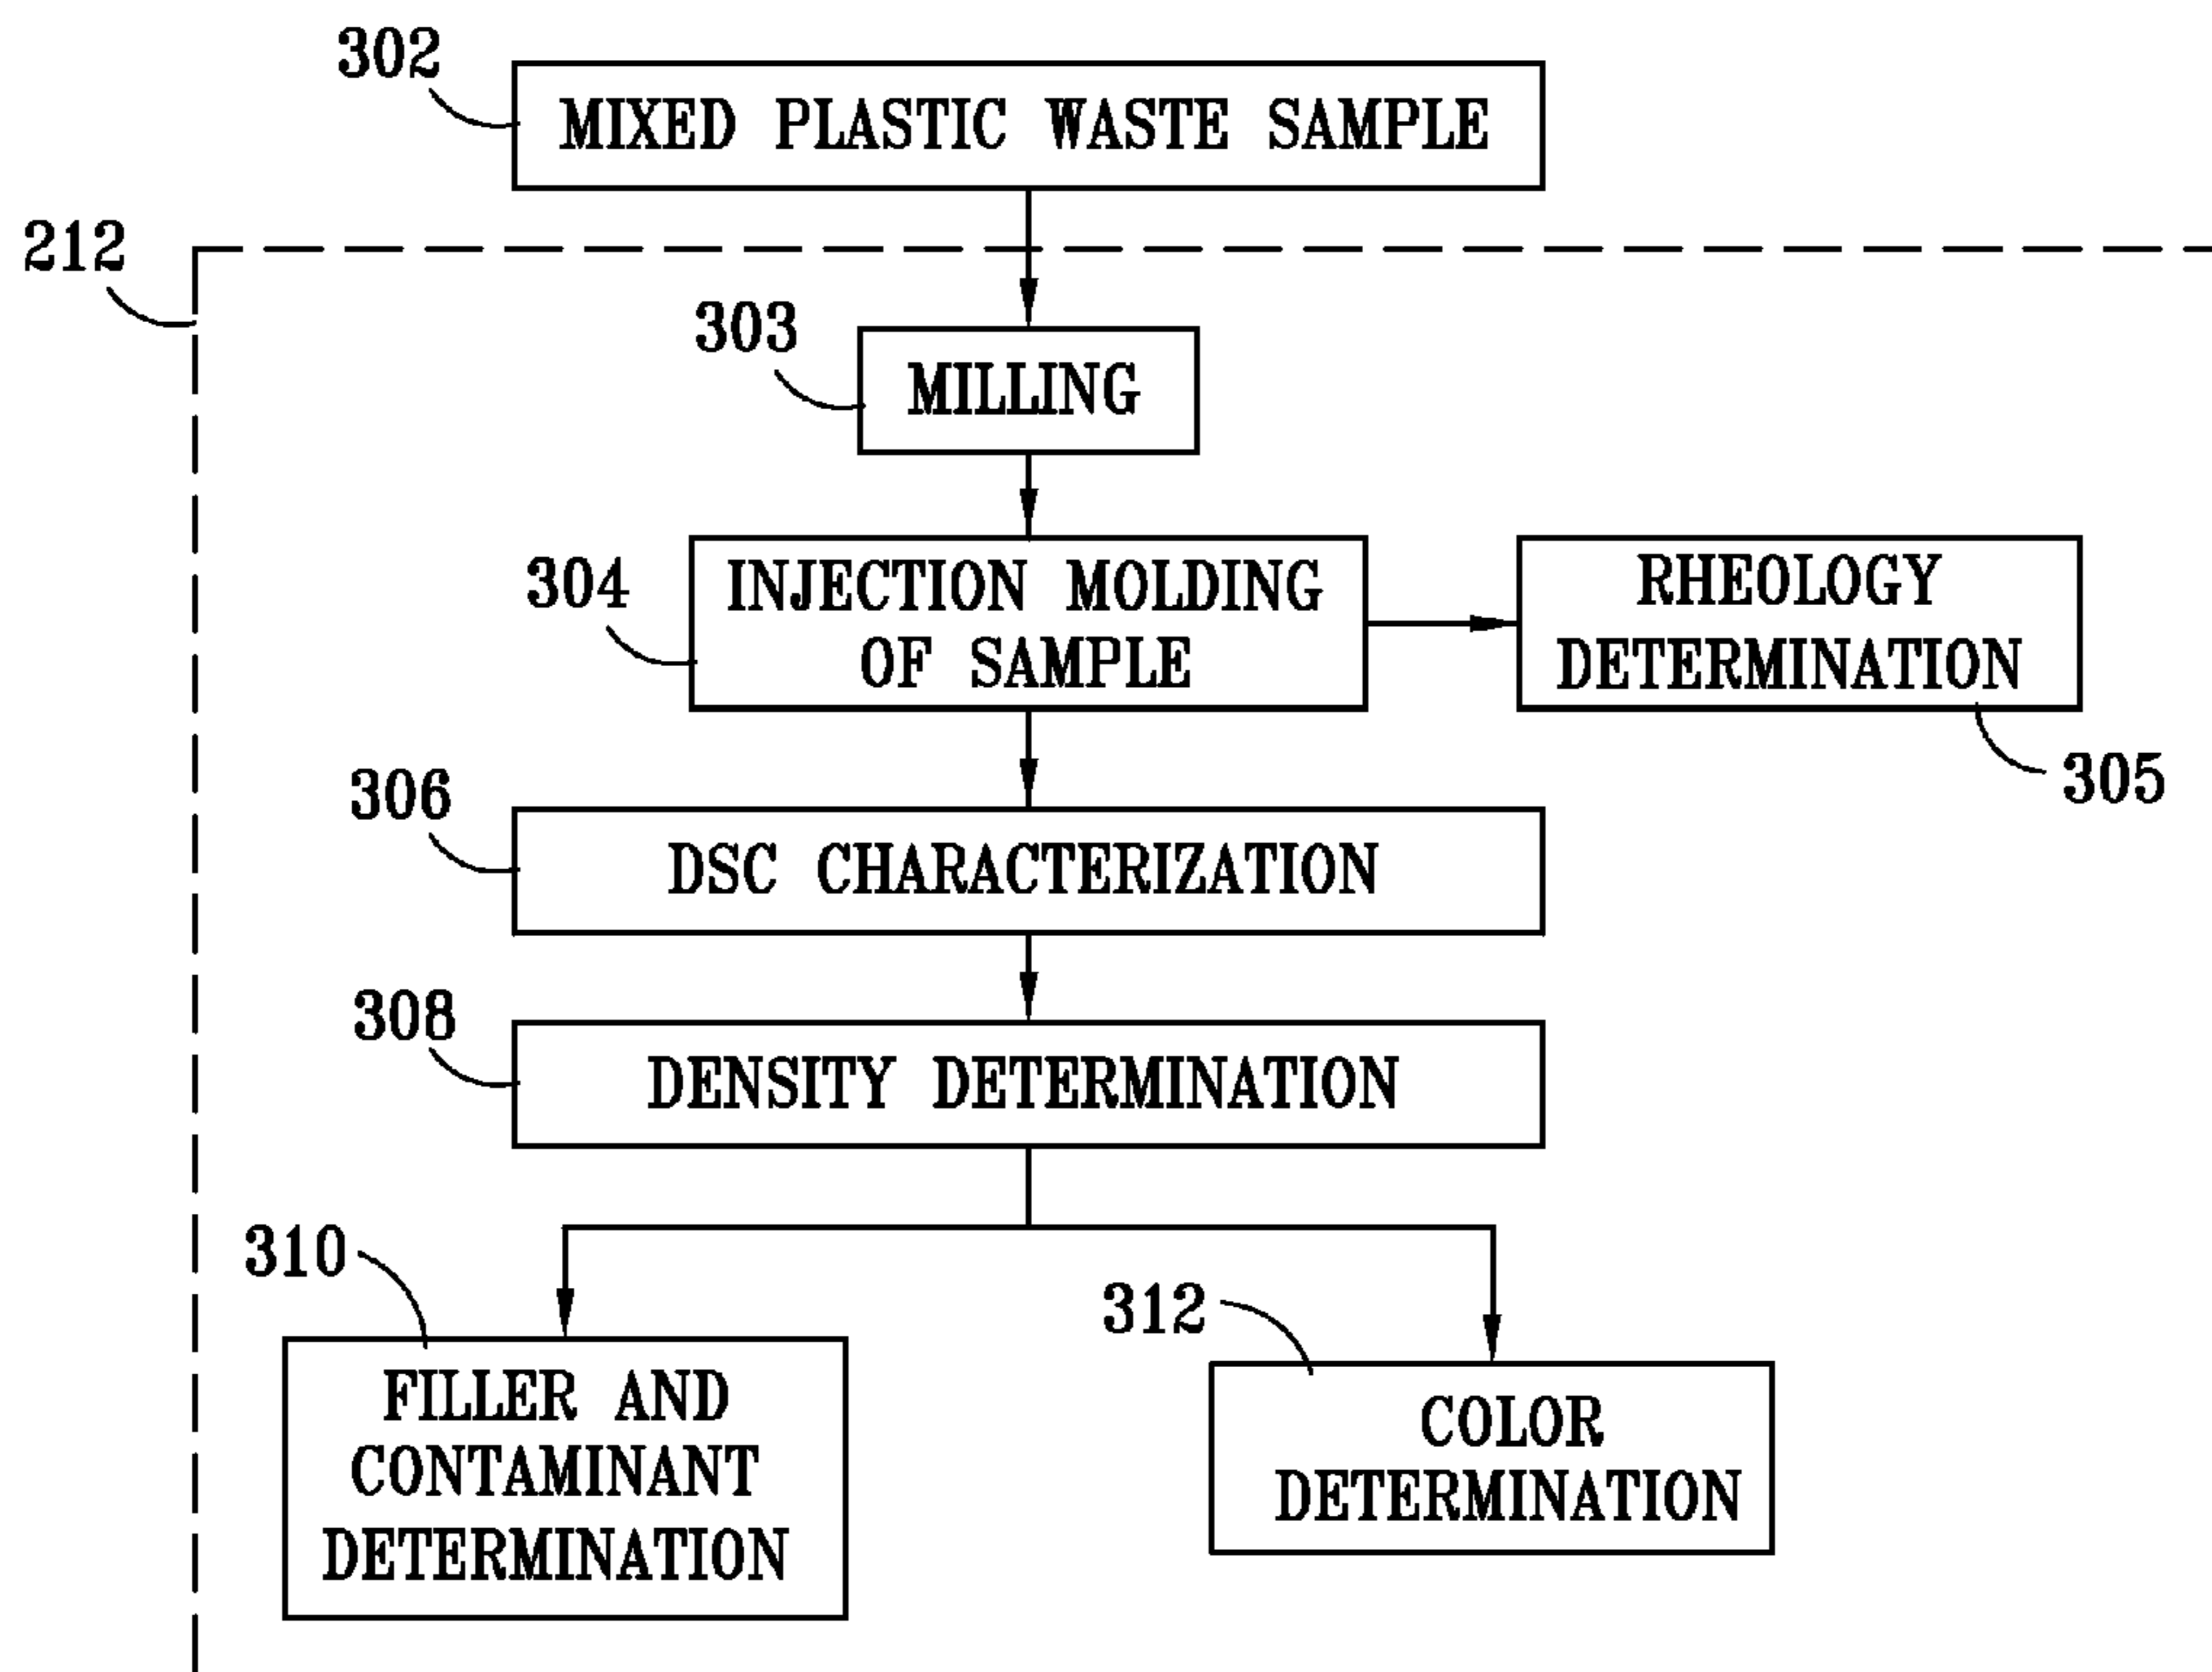 302
MIXED PLASTIC WASTE SAMPLE
212
303
MILLING
304
INJECTION MOLDING
OF SAMPLE
RHEOLOGY
DETERMINATION
305
306
DSC CHARACTERIZATION
308
DENSITY DETERMINATION
310
FILLER AND
CONTAMINANT
DETERMINATION
312
COLOR
DETERMINATION